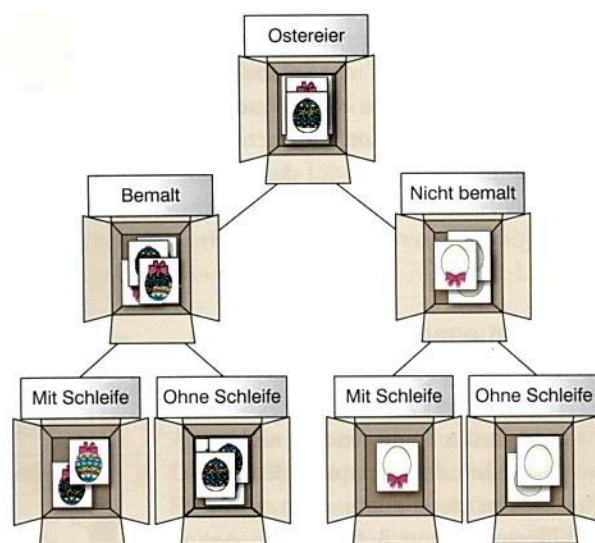 Ostereier
Bemalt
Nicht bemalt
Mit Schleife
Ohne Schleife
Mit Schleife
Ohne Schleife